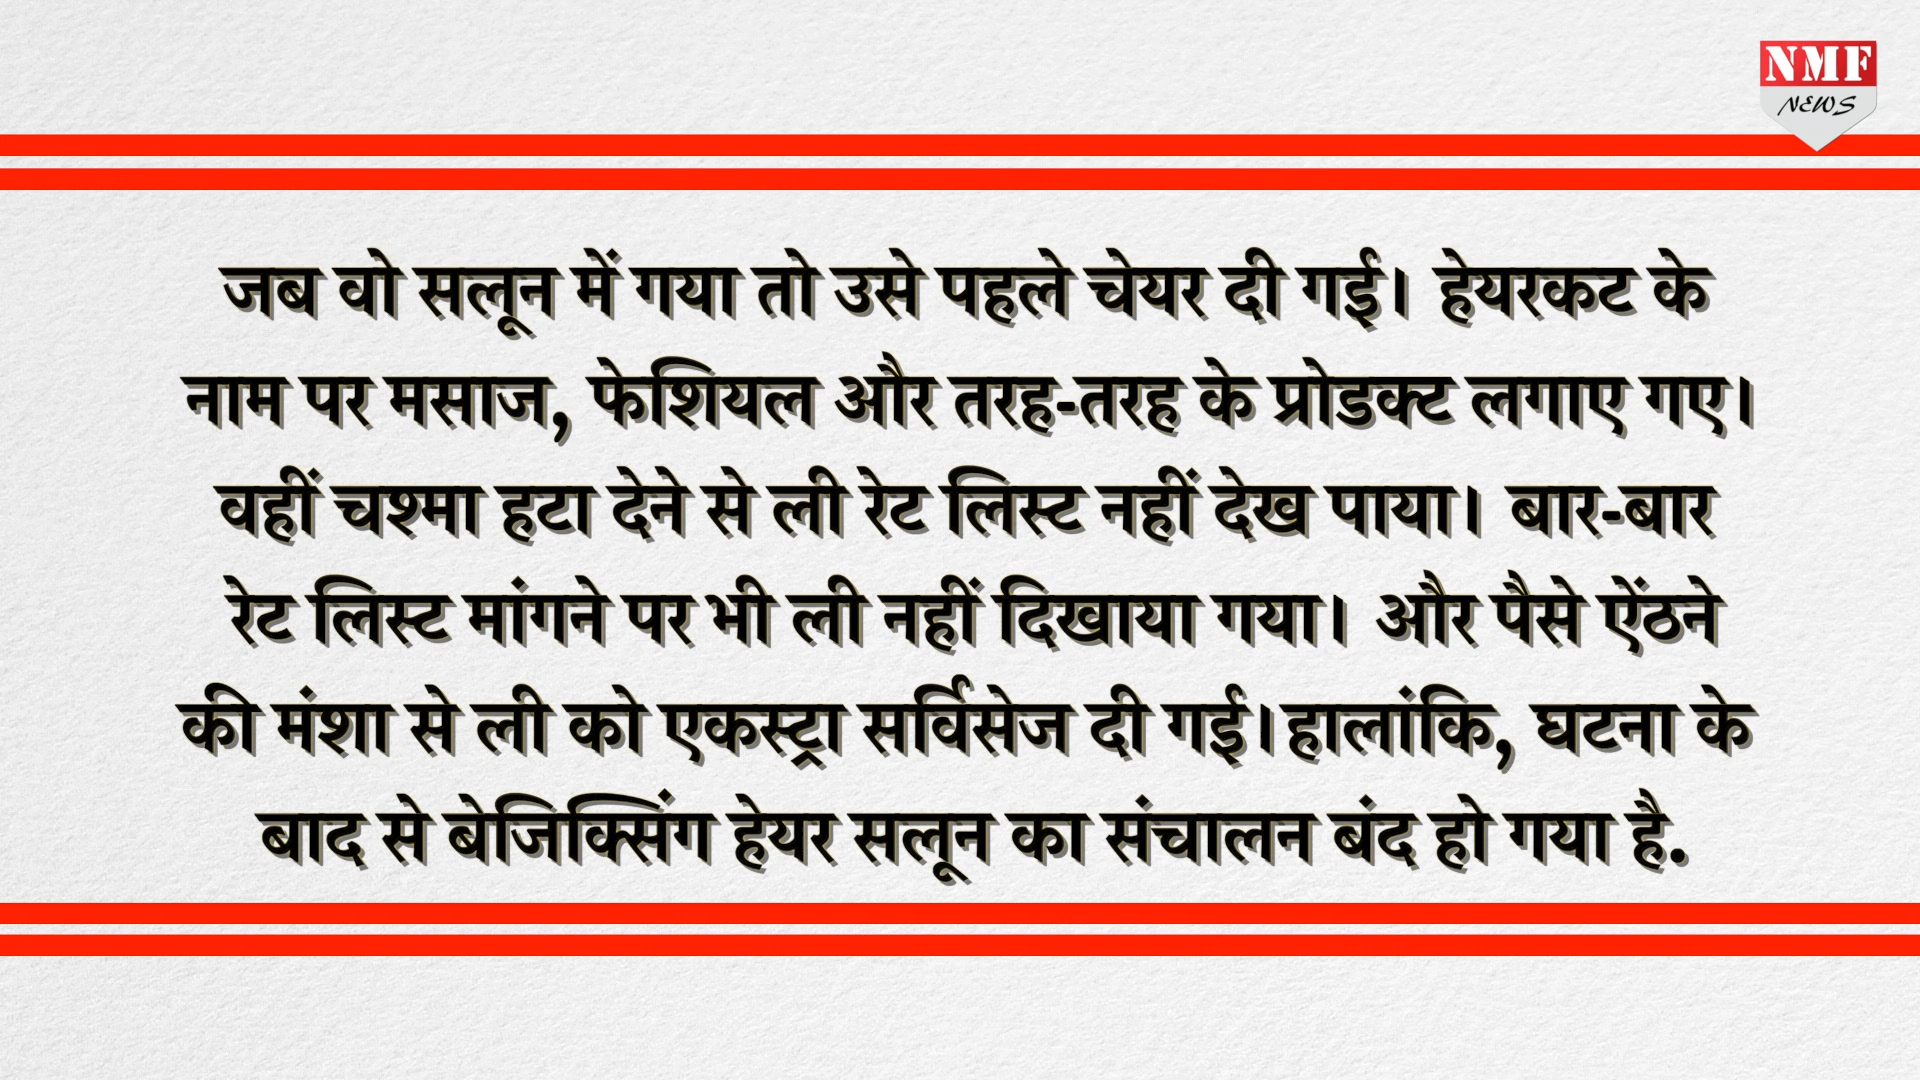 NMF
NEWS
जब वो सलून में गया तो उसे पहले चेयर दी गई। हेयरकट के
नाम पर मसाज, फेशियल और तरह-तरह के प्रोडक्ट लगाए गए।
वहीं चश्मा हटा देने से ली रेट लिस्ट नहीं देख पाया। बार-बार
रेट लिस्ट मांगने पर भी ली नहीं दिखाया गया। और पैसे ऐंठने
की मंशा से ली को एकस्ट्रा सर्विसेज दी गई।हालांकि, घटना के
बाद से बेजिक्सिंग हेयर सलून का संचालन बंद हो गया है.